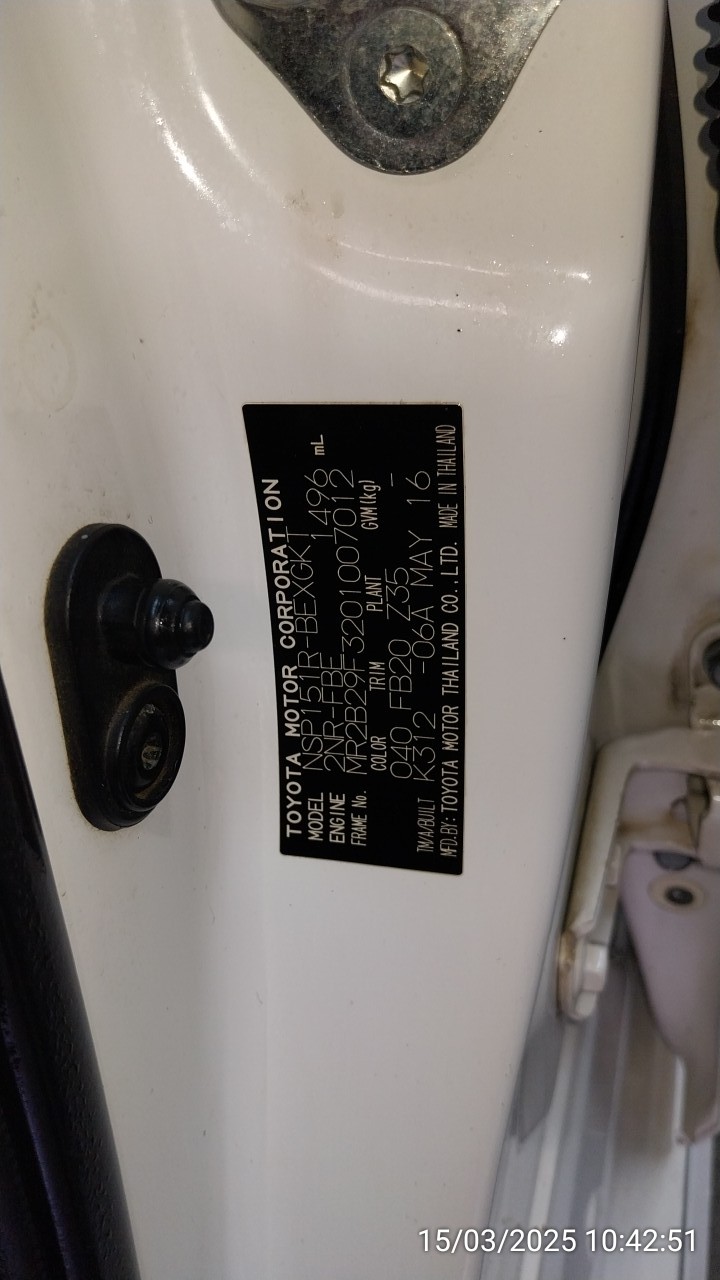 TOYOTA MOTOR CORPORATION
MODEL NSP151R-BEXGKT
ENGINE 2NR-FBE 1496 mL
FRAME No. MR2B29F3201007012
COLOR TRIM PLANT GVM(kg)
040 FB20 Z35 –
TM/A/BUILT K312 -06A MAY 16
MFD.BY: TOYOTA MOTOR THAILAND CO.,LTD. MADE IN THAILAND
15/03/2025 10:42:51